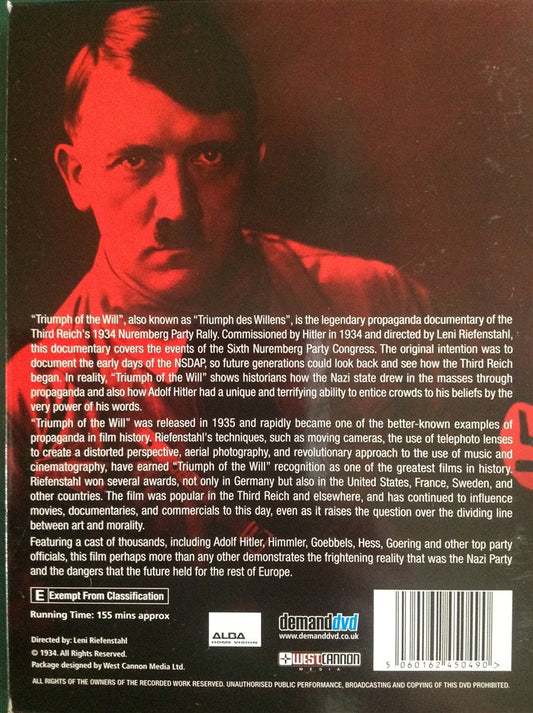 "Triumph of the Will", also known as "Triumph des Willens", is the legendary propaganda documentary of the
Third Reich's 1934 Nuremberg Party Rally. Commissioned by Hitler in 1934 and directed by Leni Riefenstahl,
this documentary covers the events of the Sixth Nuremberg Party Congress. The original intention was to
document the early days of the NSDAP, so future generations could look back and see how the Third Reich
began. In reality, "Triumph of the Will" shows historians how the Nazi state drew in the masses through
propaganda and also how Adolf Hitler had a unique and terrifying ability to entice crowds to his beliefs by the
very power of his words.
"Triumph of the Will" was released in 1935 and rapidly became one of the better-known examples of
propaganda in film history. Riefenstahl's techniques, such as moving cameras, the use of telephoto lenses
to create a distorted perspective, aerial photography, and revolutionary approach to the use of music and
cinematography, have earned "Triumph of the Will" recognition as one of the greatest films in history.
Riefenstahl won several awards, not only in Germany but also in the United States, France, Sweden, and
other countries. The film was popular in the Third Reich and elsewhere, and has continued to influence
movies, documentaries, and commercials to this day, even as it raises the question over the dividing line
between art and morality.
Featuring a cast of thousands, including Adolf Hitler, Himmler, Goebbels, Hess, Goering and other top party
officials, this film perhaps more than any other demonstrates the frightening reality that was the Nazi Party
and the dangers that the future held for the rest of Europe.
E Exempt From Classification
Running Time: 155 mins approx
Directed by: Leni Riefenstahl
© 1934. All Rights Reserved.
Package designed by West Cannon Media Ltd.
ALBA
HOME VISION
demanddvd
www.demanddvd.co.uk
WESTCANNON
MEDIA
5 060162 450490 >
ALL RIGHTS OF THE OWNERS OF THE RECORDED WORK RESERVED. UNAUTHORISED PUBLIC PERFORMANCE, BROADCASTING AND COPYING OF THIS DVD PROHIBITED.